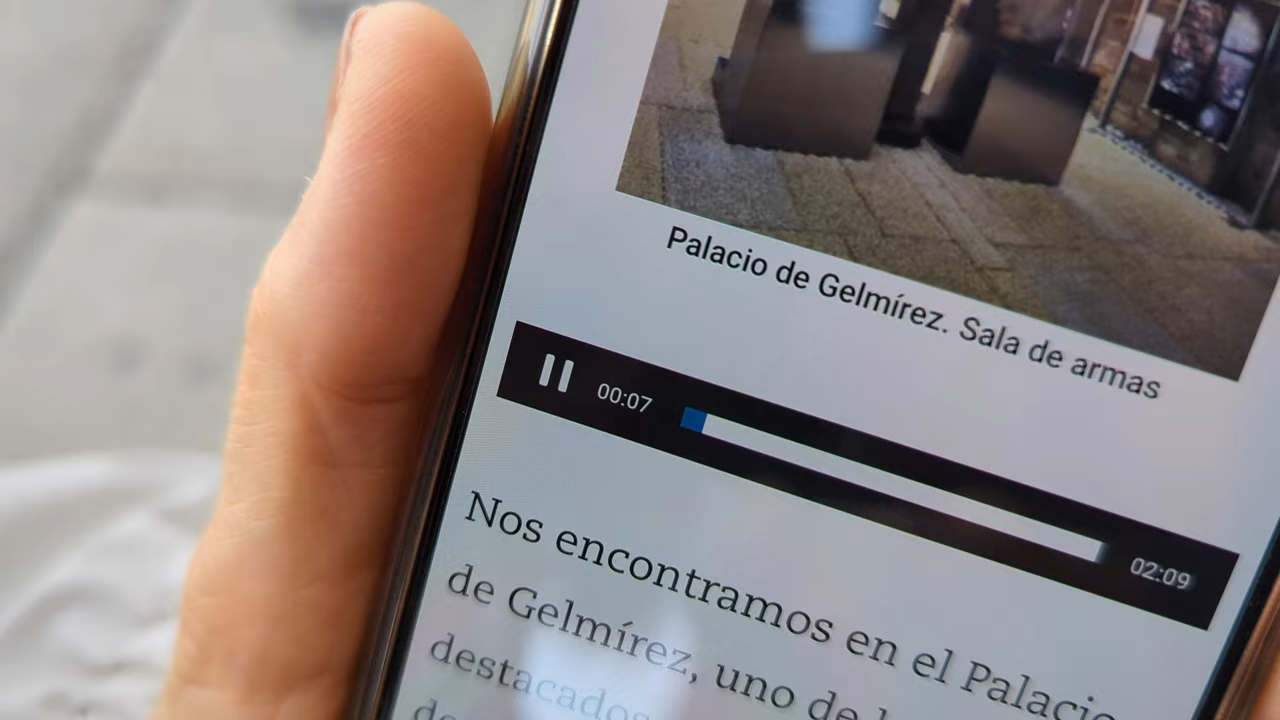 Palacio de Gelmírez. Sala de armas
00:07
02:09
Nos encontramos en el Palacio
de Gelmírez, uno de
destacados